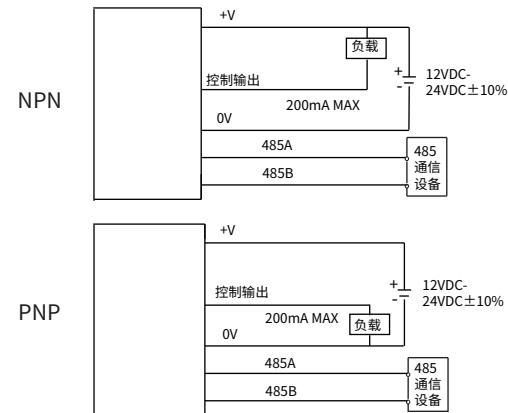 NPN
+V
负载
控制输出
200mA MAX
+
-
12VDC-
24VDC±10%
0V
485A
485B
485
通信
设备
PNP
+V
控制输出
200mA MAX
负载
+
-
12VDC-
24VDC±10%
0V
485A
485B
485
通信
设备